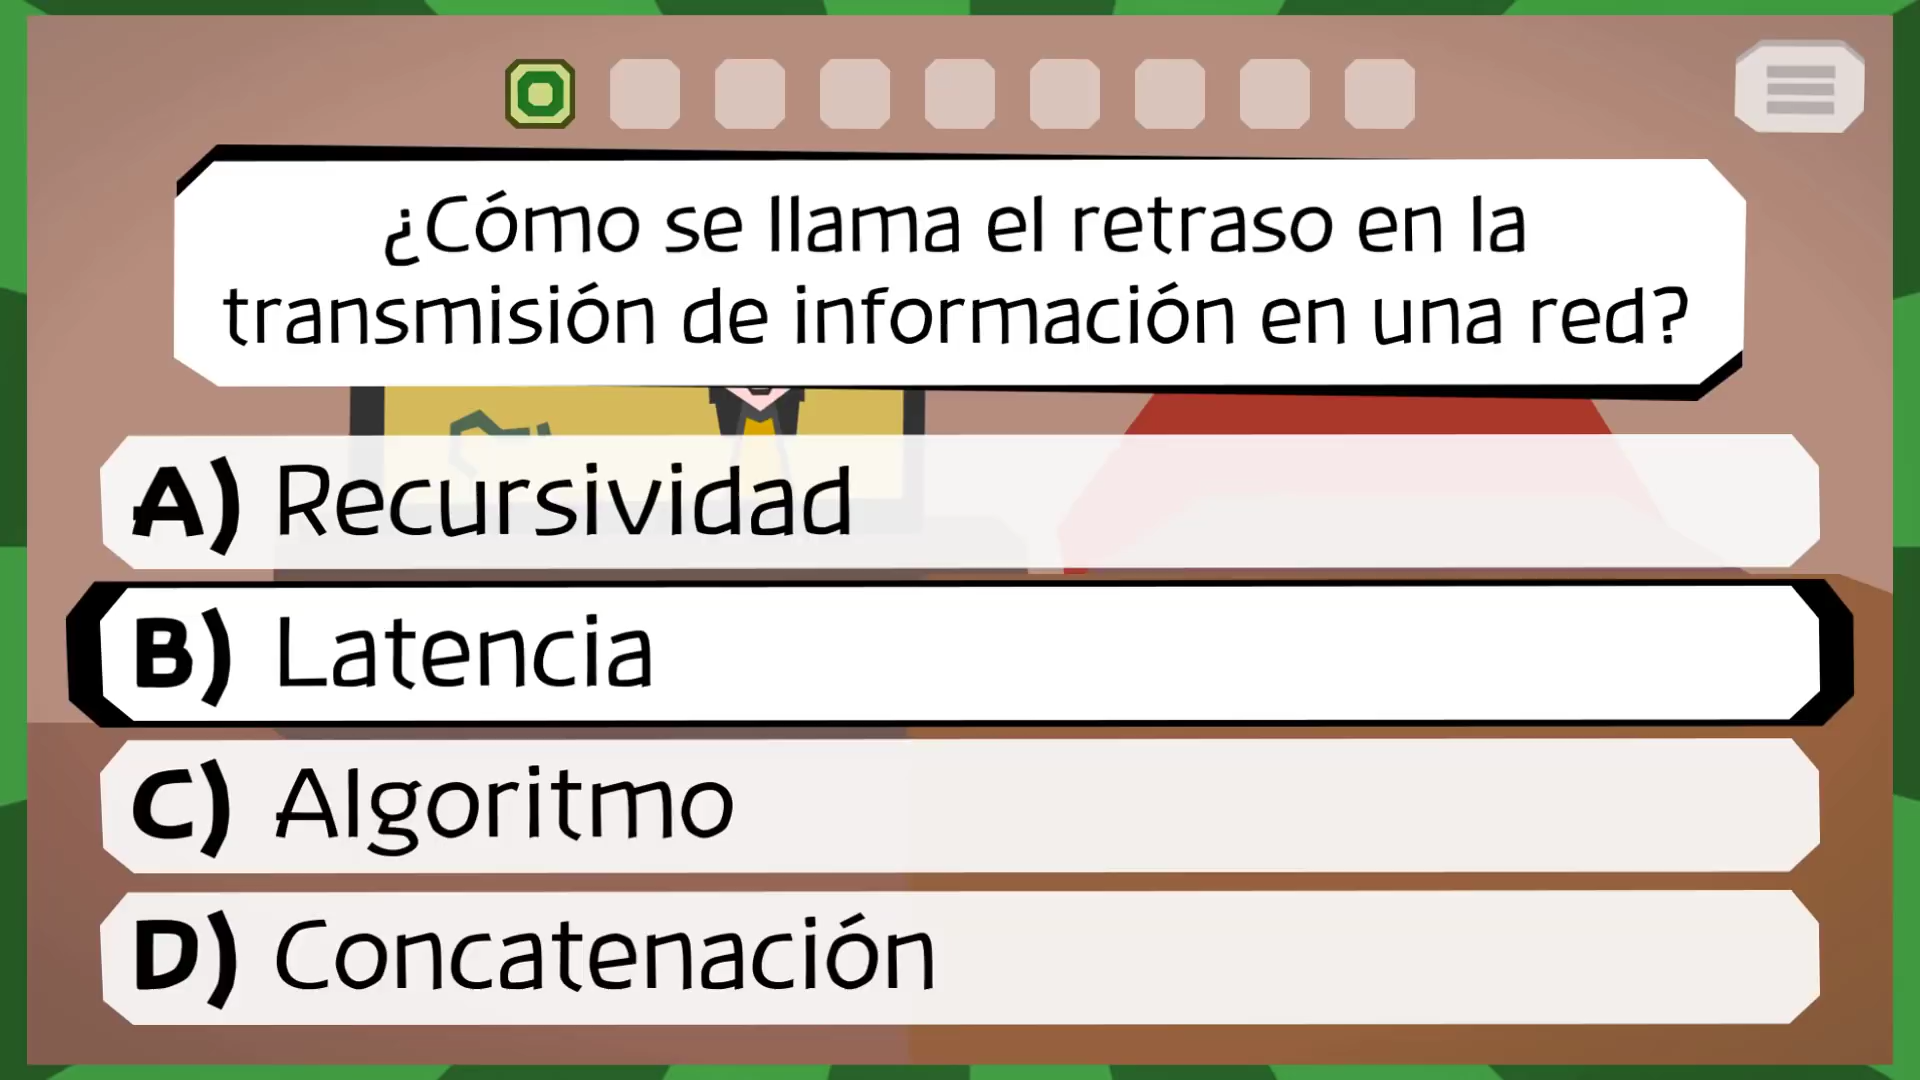 ¿Cómo se llama el retraso en la
transmisión de información en una red?
A) Recursividad
B) Latencia
C) Algoritmo
D) Concatenación